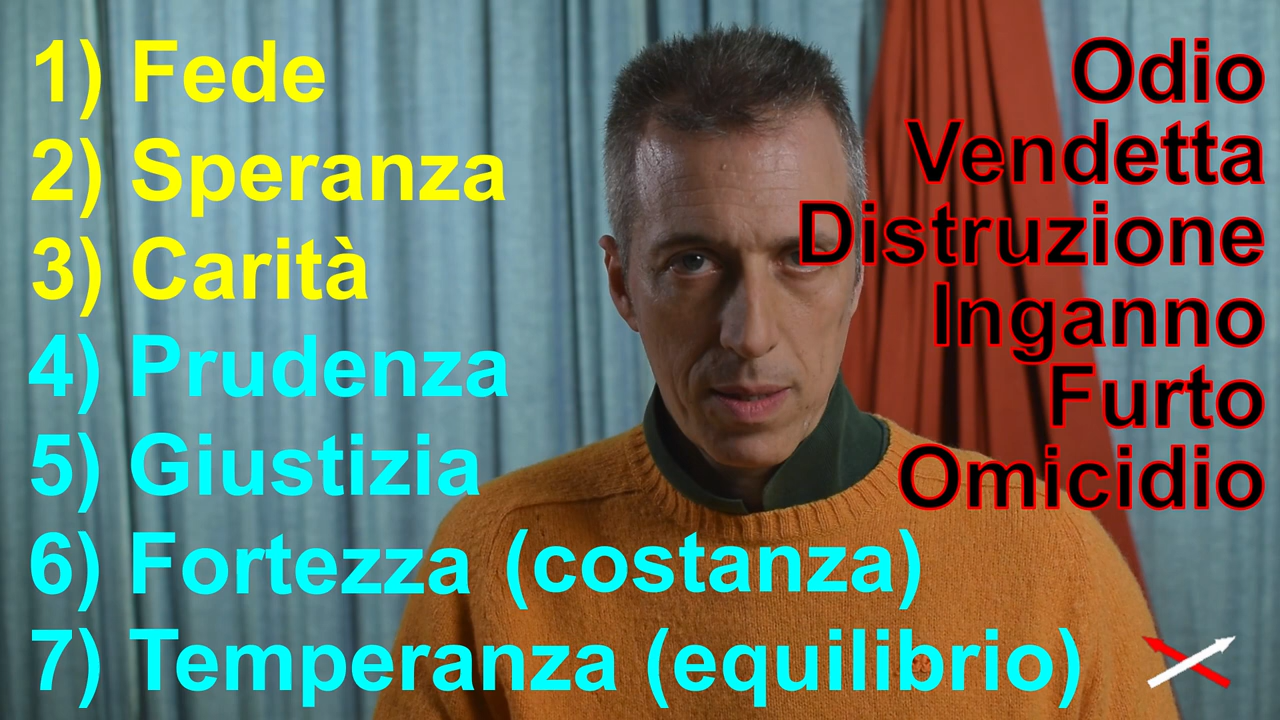 1) Fede
2) Speranza
3) Carità
4) Prudenza
5) Giustizia
6) Fortezza (costanza)
7) Temperanza (equilibrio)
Odio
Vendetta
Distruzione
Inganno
Furto
Omicidio